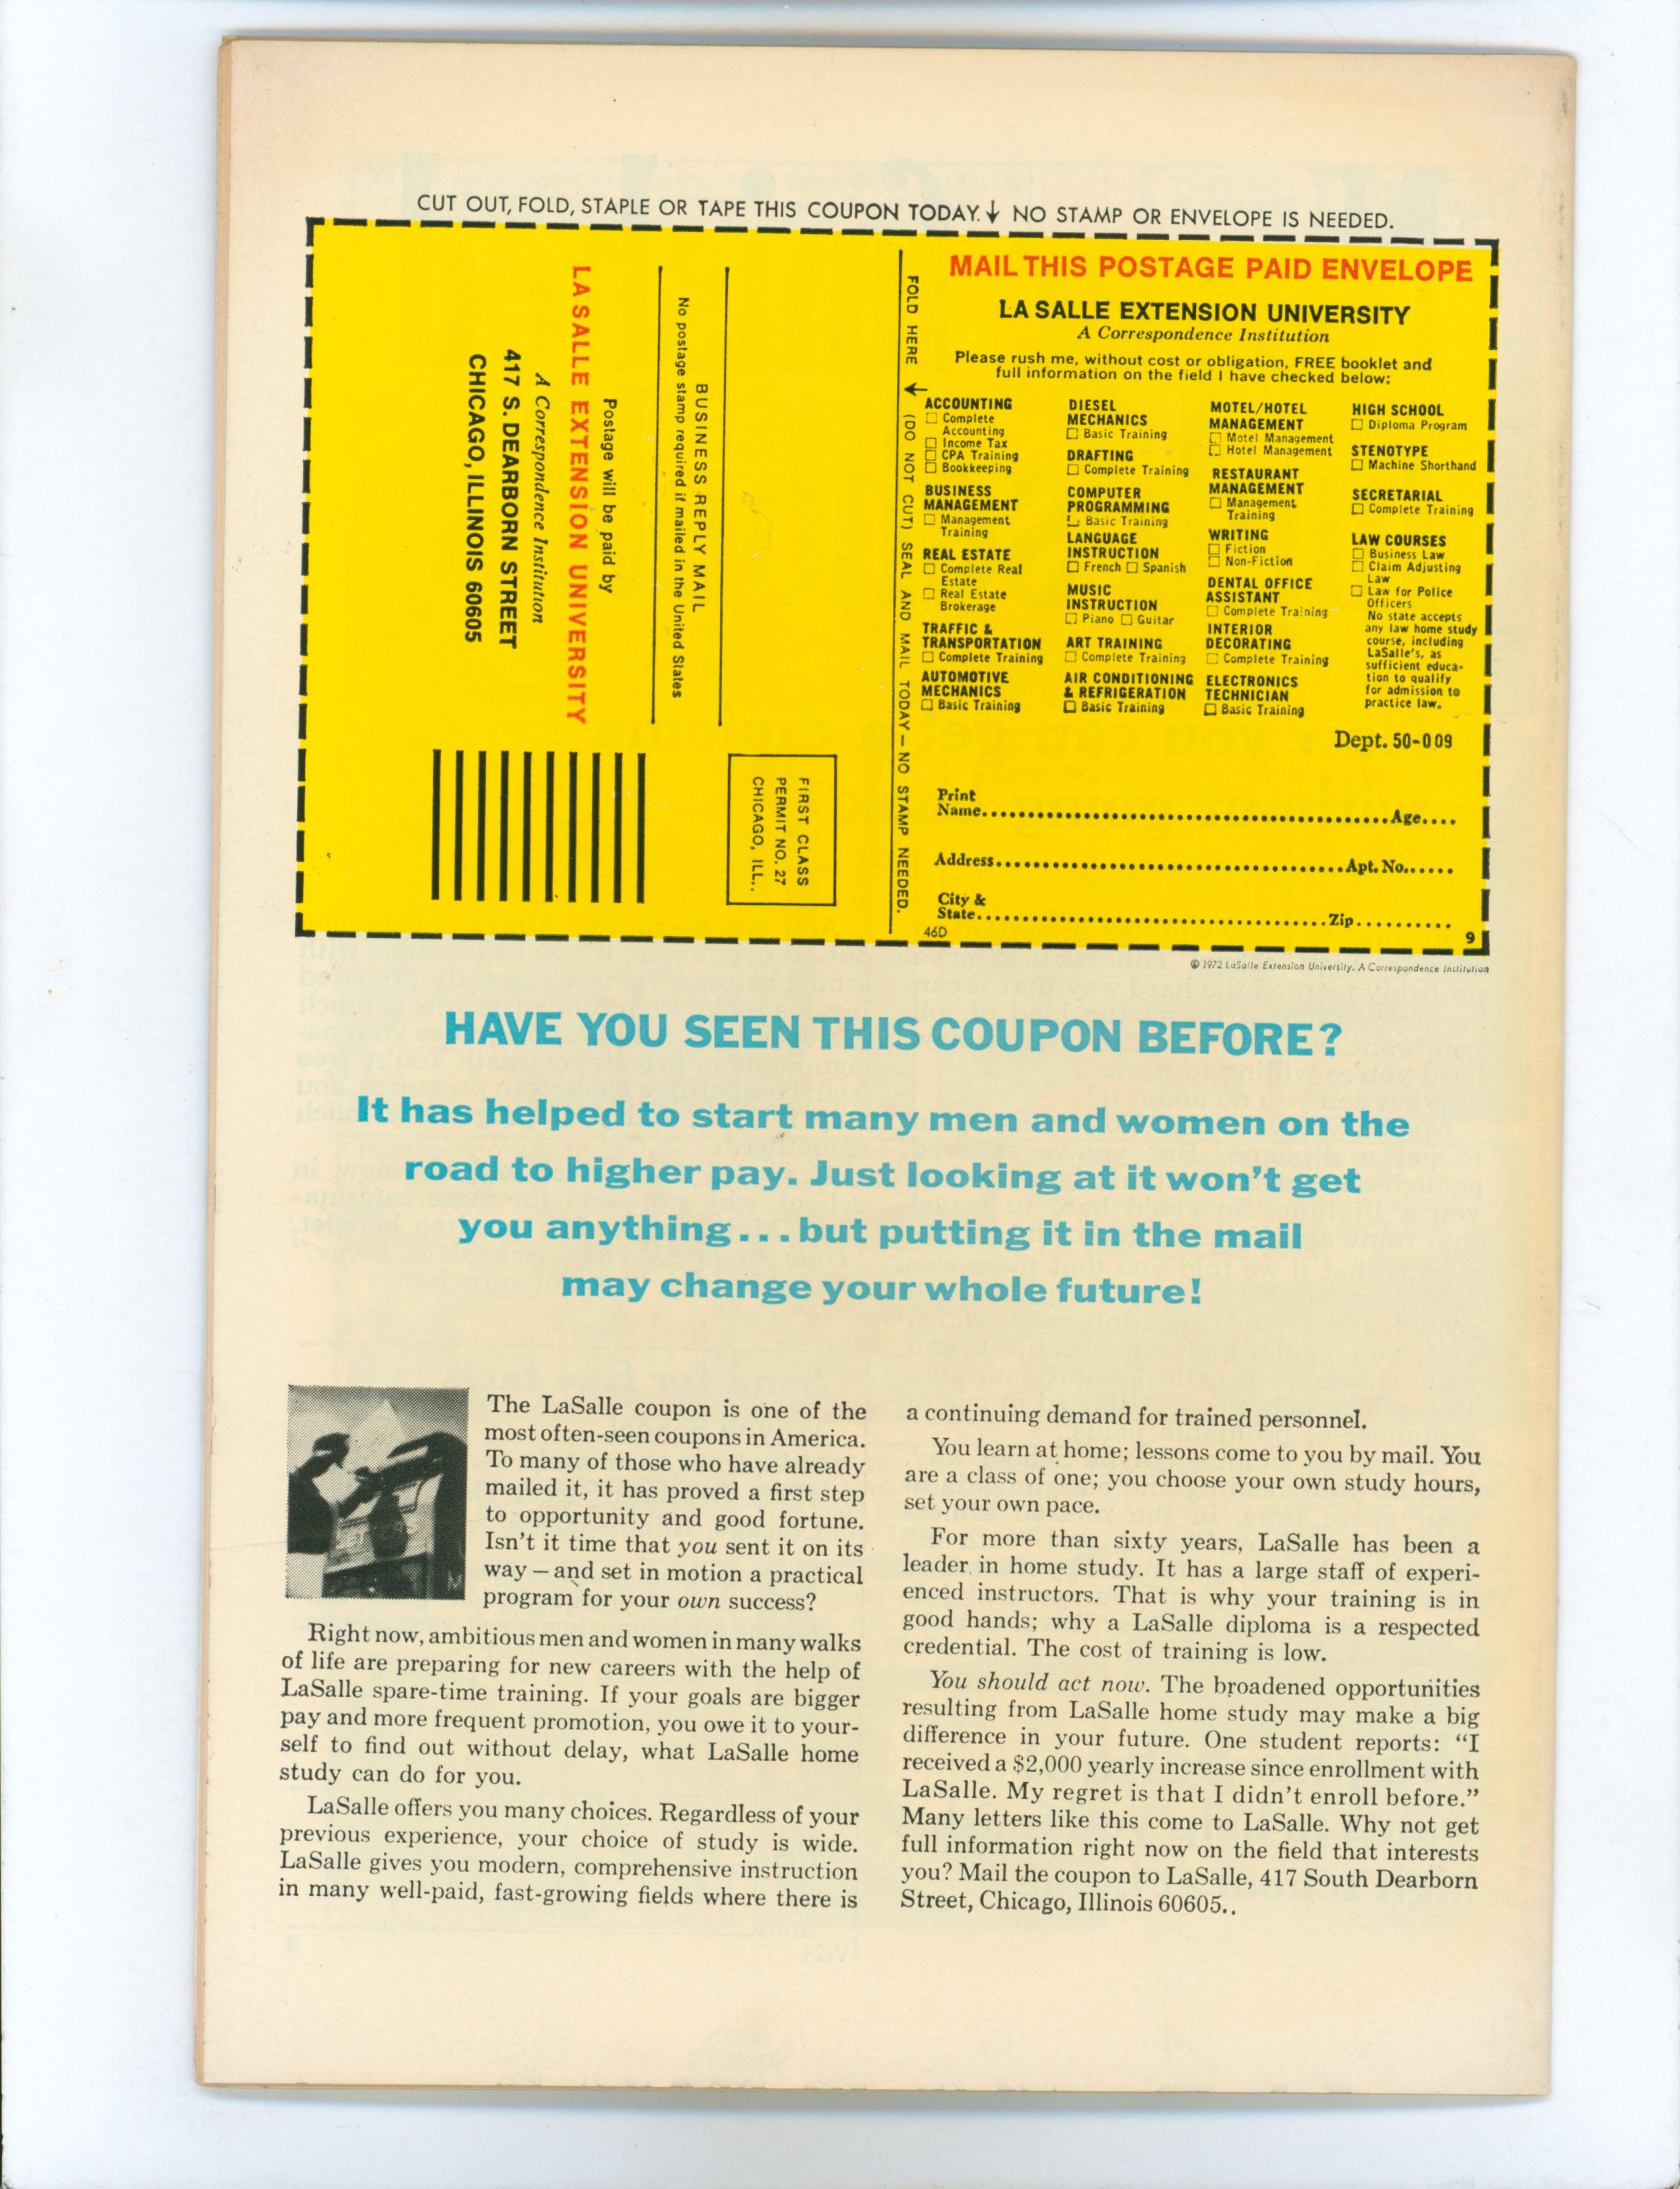 CUT OUT, FOLD, STAPLE OR TAPE THIS COUPON TODAY. ↓ NO STAMP OR ENVELOPE IS NEEDED.
BUSINESS REPLY MAIL
No postage stamp required if mailed in the United States
Postage will be paid by
LA SALLE EXTENSION UNIVERSITY
A Correspondence Institution
417 S. DEARBORN STREET
CHICAGO, ILLINOIS 60605
FIRST CLASS
PERMIT NO. 27
CHICAGO, ILL..
FOLD HERE ↓ (DO NOT CUT) SEAL AND MAIL TODAY — NO STAMP NEEDED.
MAIL THIS POSTAGE PAID ENVELOPE
LA SALLE EXTENSION UNIVERSITY
A Correspondence Institution
Please rush me, without cost or obligation, FREE booklet and
full information on the field I have checked below:
ACCOUNTING
☐ Complete
Accounting
☐ Income Tax
☐ CPA Training
☐ Bookkeeping
BUSINESS
MANAGEMENT
☐ Management
Training
REAL ESTATE
☐ Complete Real
Estate
☐ Real Estate
Brokerage
TRAFFIC &
TRANSPORTATION
☐ Complete Training
AUTOMOTIVE
MECHANICS
☐ Basic Training
DIESEL
MECHANICS
☐ Basic Training
DRAFTING
☐ Complete Training
COMPUTER
PROGRAMMING
☐ Basic Training
LANGUAGE
INSTRUCTION
☐ French ☐ Spanish
MUSIC
INSTRUCTION
☐ Piano ☐ Guitar
ART TRAINING
☐ Complete Training
AIR CONDITIONING
& REFRIGERATION
☐ Basic Training
MOTEL/HOTEL
MANAGEMENT
☐ Motel Management
☐ Hotel Management
RESTAURANT
MANAGEMENT
☐ Management
Training
WRITING
☐ Fiction
☐ Non-Fiction
DENTAL OFFICE
ASSISTANT
☐ Complete Training
INTERIOR
DECORATING
☐ Complete Training
ELECTRONICS
TECHNICIAN
☐ Basic Training
HIGH SCHOOL
☐ Diploma Program
STENOTYPE
☐ Machine Shorthand
SECRETARIAL
☐ Complete Training
LAW COURSES
☐ Business Law
☐ Claim Adjusting
Law
☐ Law for Police
Officers
No state accepts
any law home study
course, including
LaSalle's, as
sufficient educa-
tion to qualify
for admission to
practice law.
Dept. 50-009
Print
Name..........Age....
Address..........Apt. No......
City &
State..........Zip..........
46D
9
© 1972 LaSalle Extension University. A Correspondence Institution
HAVE YOU SEEN THIS COUPON BEFORE?
It has helped to start many men and women on the
road to higher pay. Just looking at it won't get
you anything...but putting it in the mail
may change your whole future!
The LaSalle coupon is one of the
most often-seen coupons in America.
To many of those who have already
mailed it, it has proved a first step
to opportunity and good fortune.
Isn't it time that you sent it on its
way — and set in motion a practical
program for your own success?
Right now, ambitious men and women in many walks
of life are preparing for new careers with the help of
LaSalle spare-time training. If your goals are bigger
pay and more frequent promotion, you owe it to your-
self to find out without delay, what LaSalle home
study can do for you.
LaSalle offers you many choices. Regardless of your
previous experience, your choice of study is wide.
LaSalle gives you modern, comprehensive instruction
in many well-paid, fast-growing fields where there is
a continuing demand for trained personnel.
You learn at home; lessons come to you by mail. You
are a class of one; you choose your own study hours,
set your own pace.
For more than sixty years, LaSalle has been a
leader in home study. It has a large staff of experi-
enced instructors. That is why your training is in
good hands; why a LaSalle diploma is a respected
credential. The cost of training is low.
You should act now. The broadened opportunities
resulting from LaSalle home study may make a big
difference in your future. One student reports: “I
received a $2,000 yearly increase since enrollment with
LaSalle. My regret is that I didn't enroll before.”
Many letters like this come to LaSalle. Why not get
full information right now on the field that interests
you? Mail the coupon to LaSalle, 417 South Dearborn
Street, Chicago, Illinois 60605..